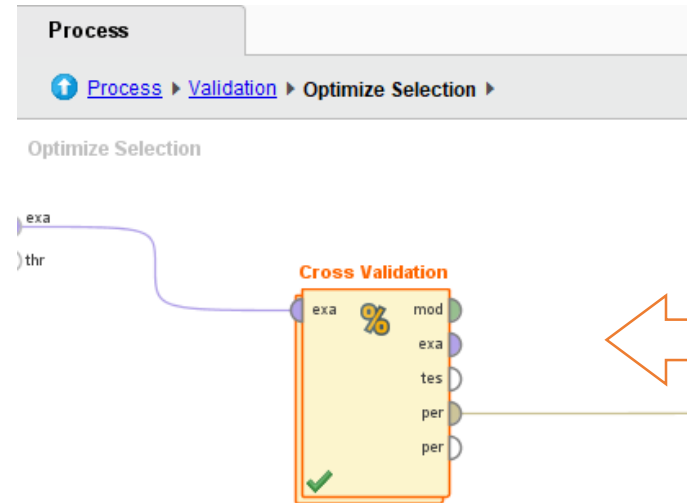 Process
Process Validation Optimize Selection
Optimize Selection
exa
thr
Cross Validation
exa % mod
exa
tes
per
per